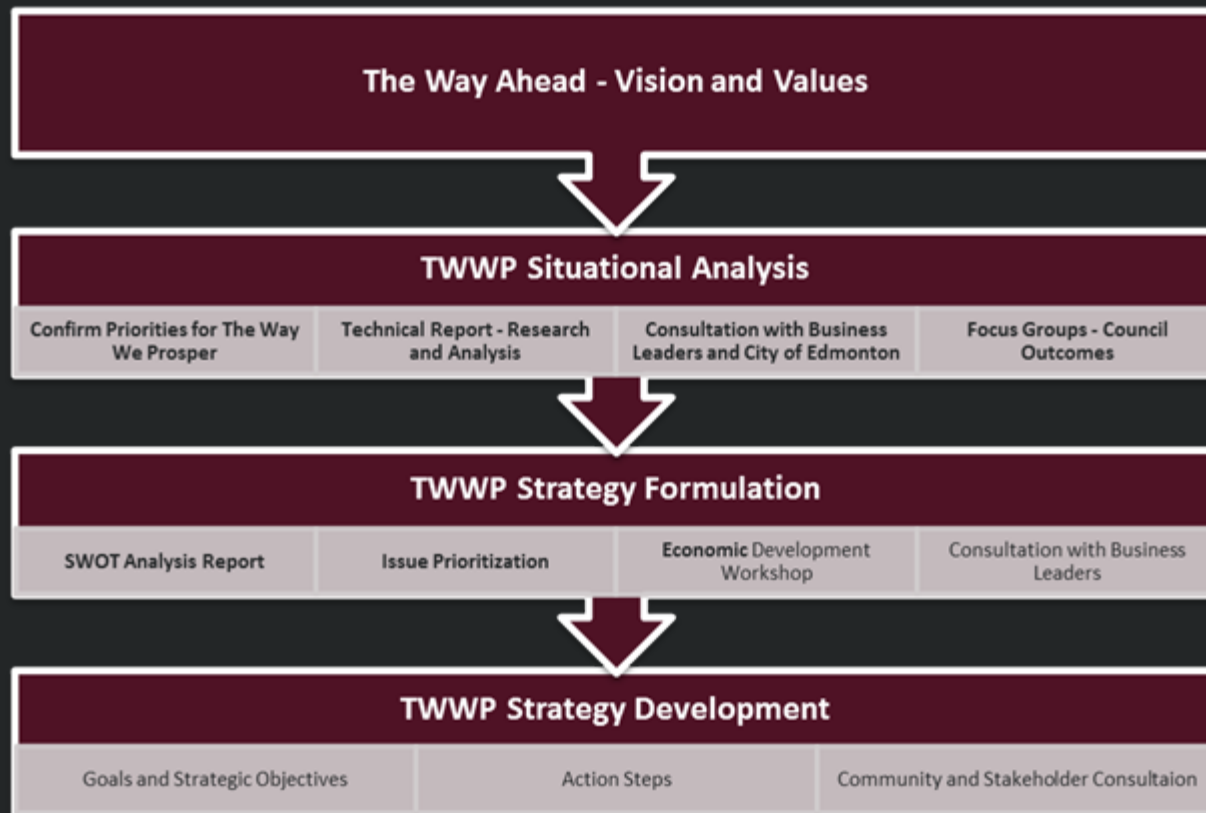 The Way Ahead - Vision and Values
TWWP Situational Analysis
Confirm Priorities for The Way
We Prosper
Technical Report - Research
and Analysis
Consultation with Business
Leaders and City of Edmonton
Focus Groups - Council
Outcomes
TWWP Strategy Formulation
SWOT Analysis Report
Issue Prioritization
Economic Development
Workshop
Consultation with Business
Leaders
TWWP Strategy Development
Goals and Strategic Objectives
Action Steps
Community and Stakeholder Consultaion